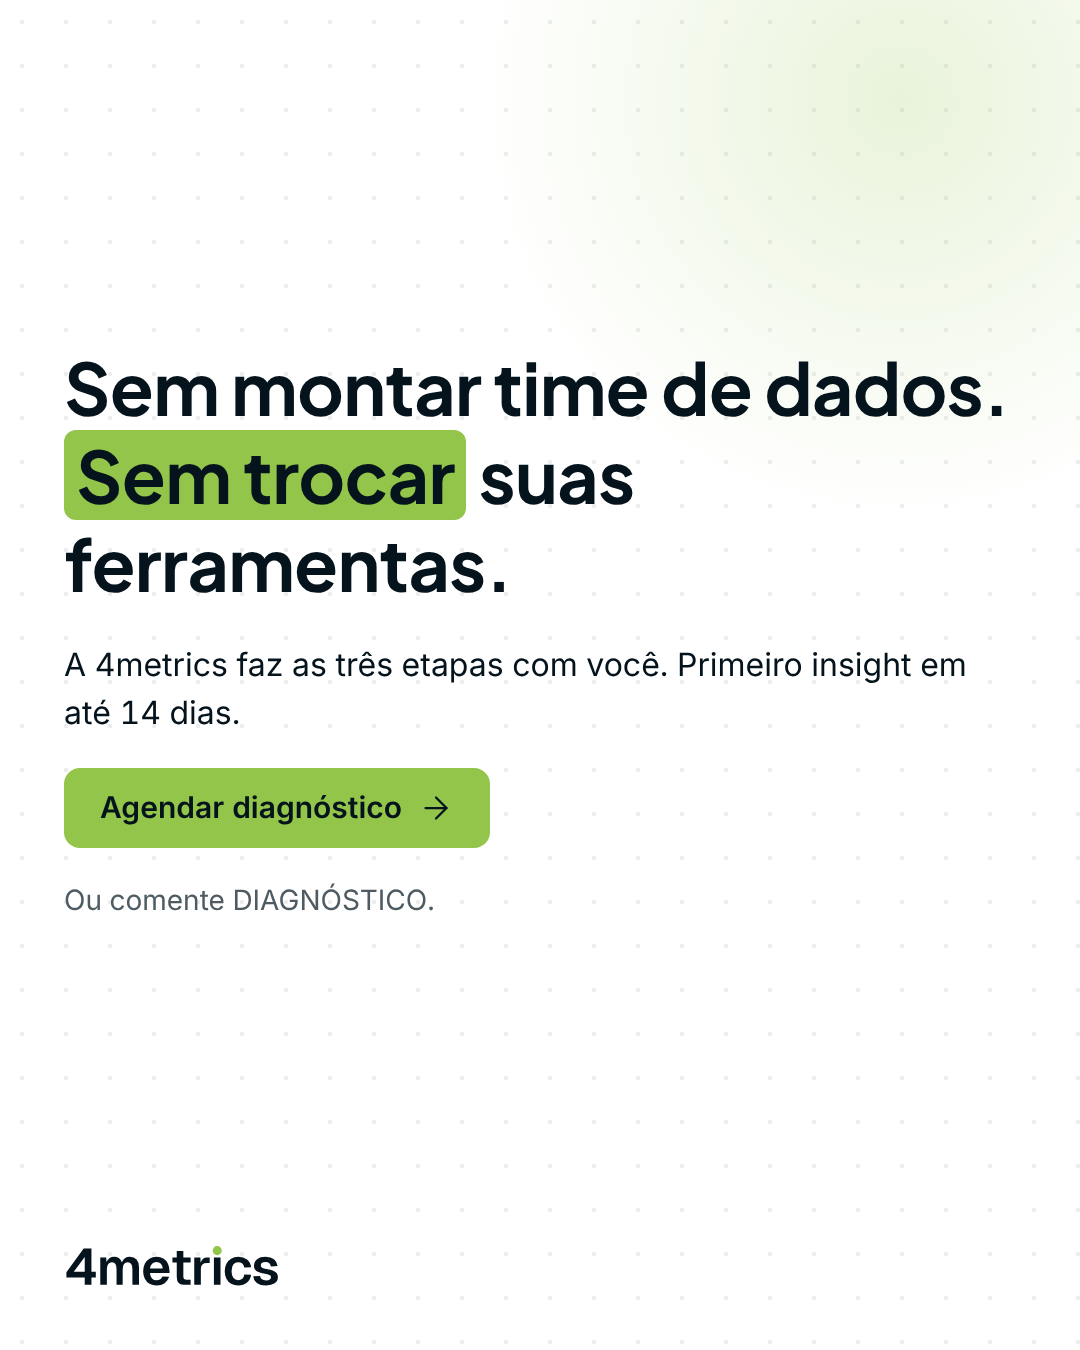 Sem montar time de dados.
Sem trocar suas
ferramentas.
A 4metrics faz as três etapas com você. Primeiro insight em
até 14 dias.
Agendar diagnóstico →
Ou comente DIAGNÓSTICO.
4metrics